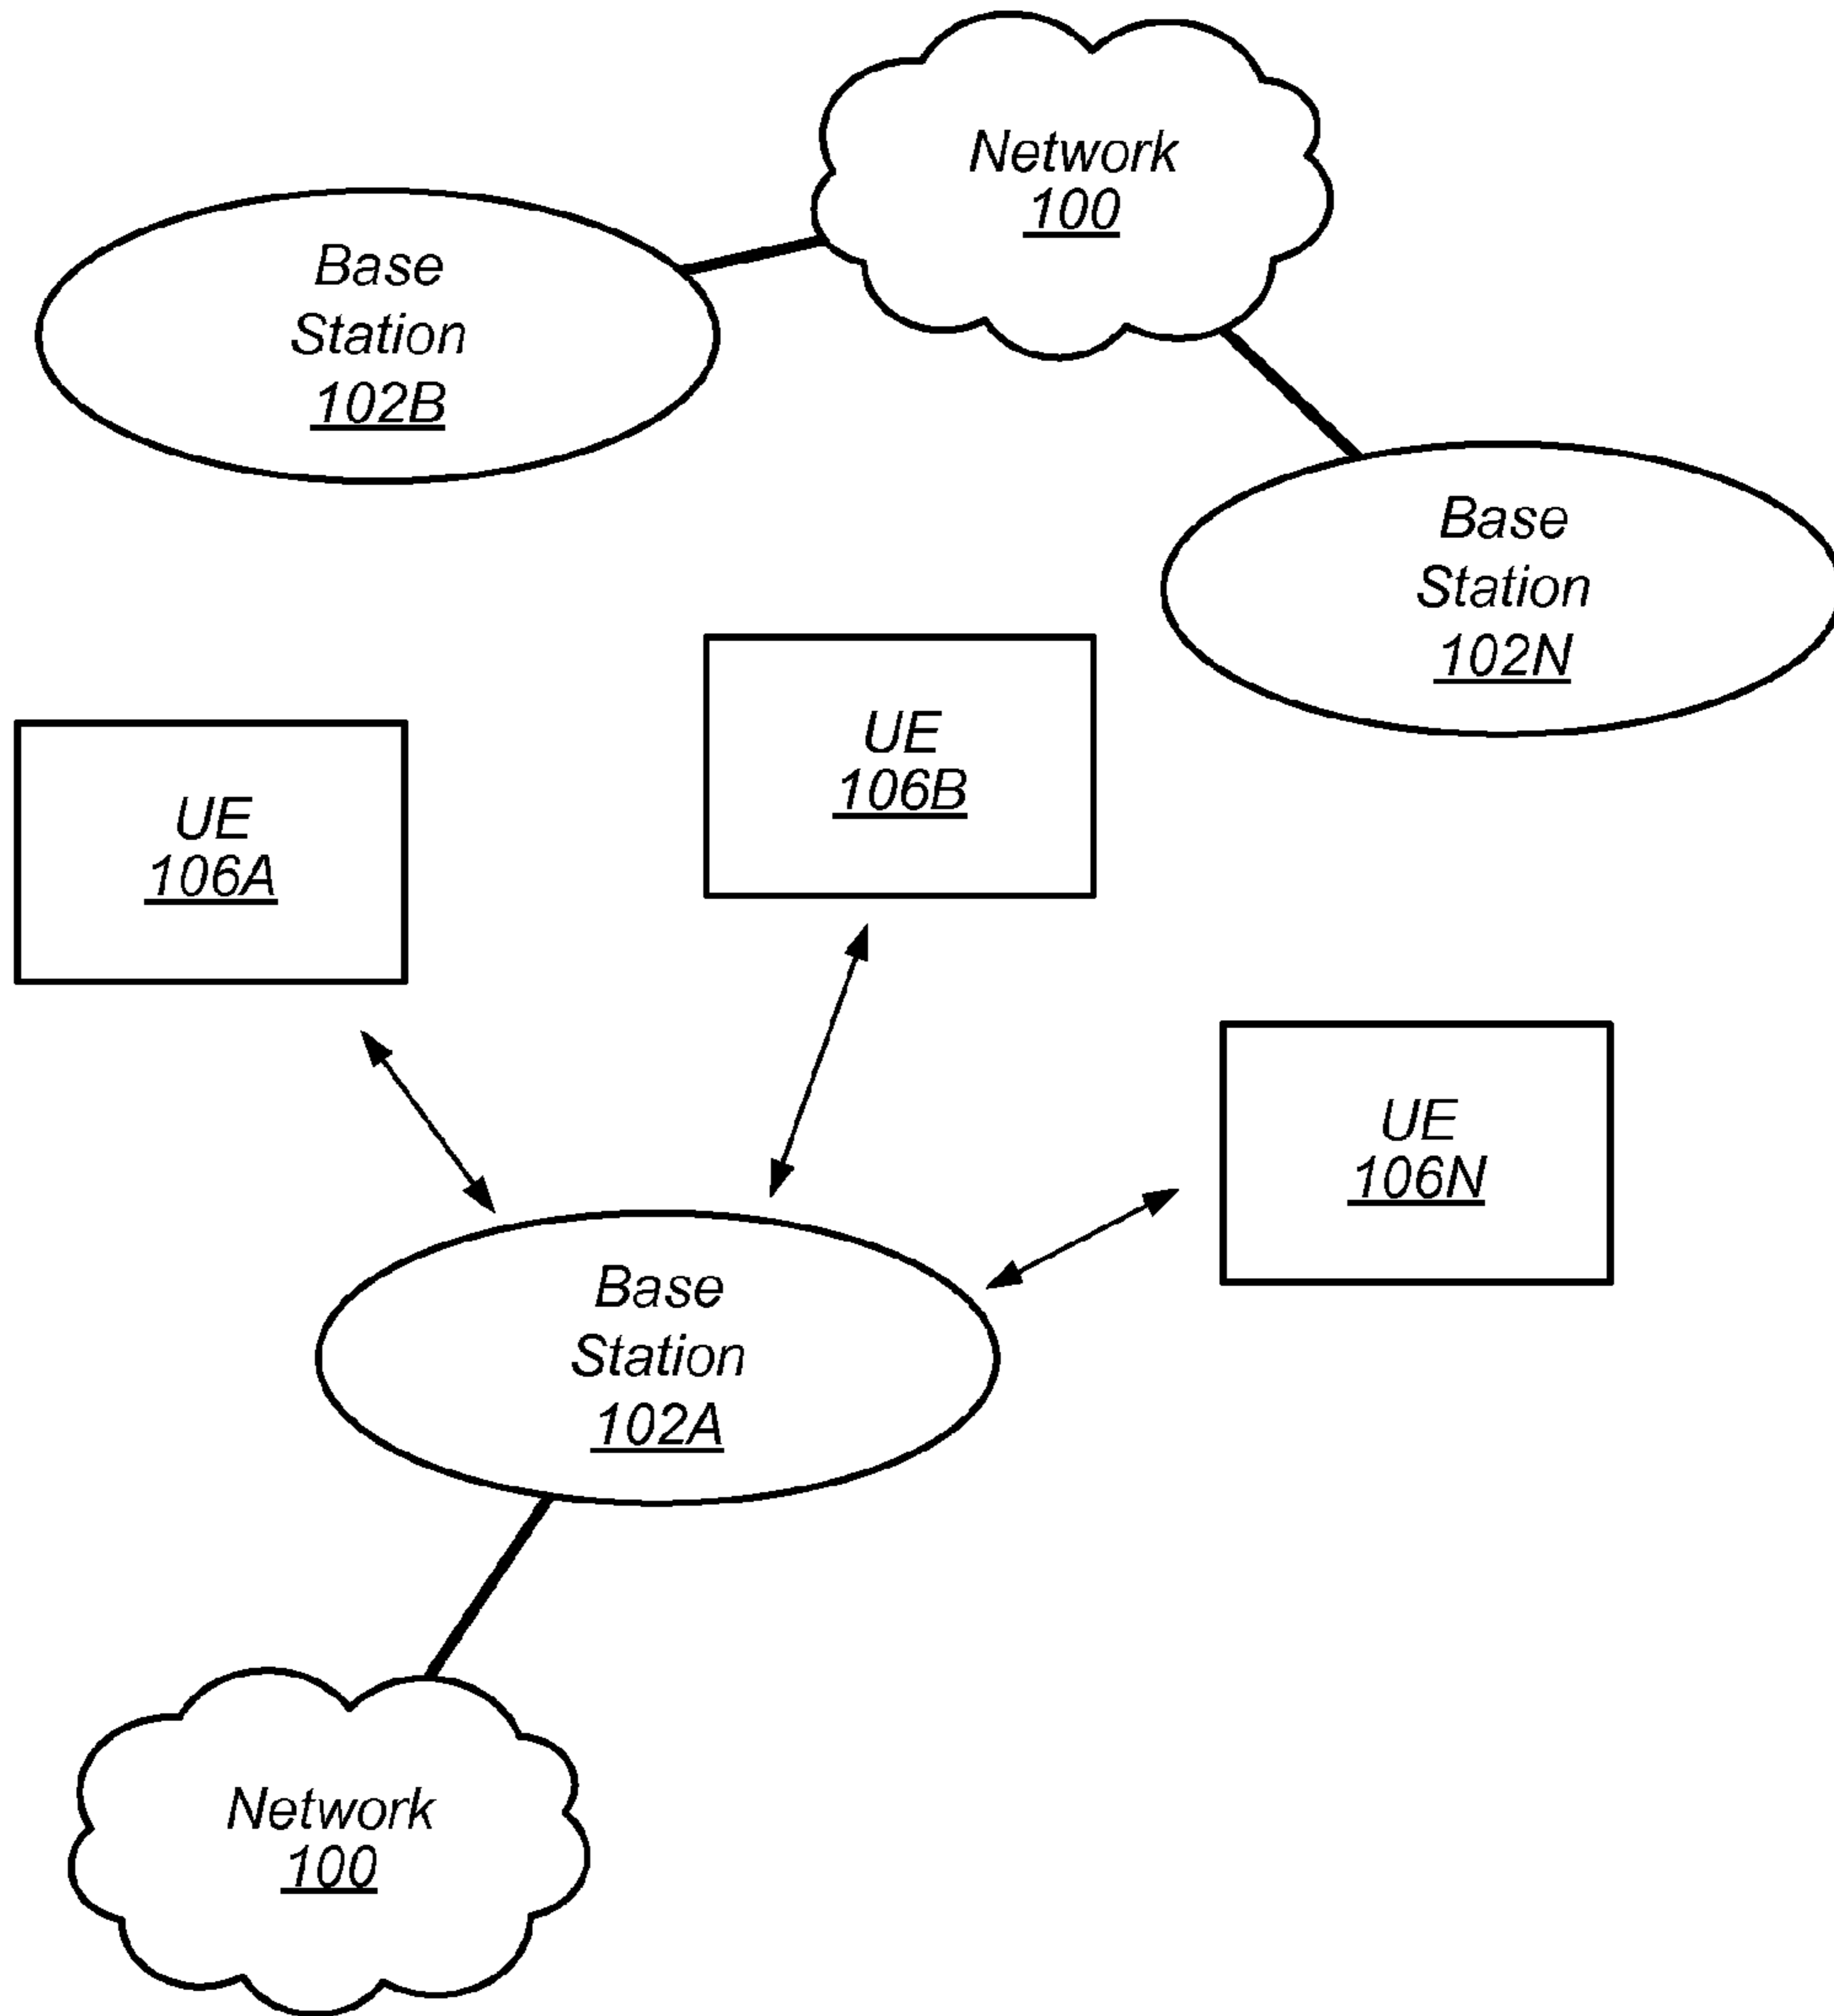 Network
100
Base
Station
102B
Base
Station
102N
UE
106B
UE
106A
UE
106N
Base
Station
102A
Network
100